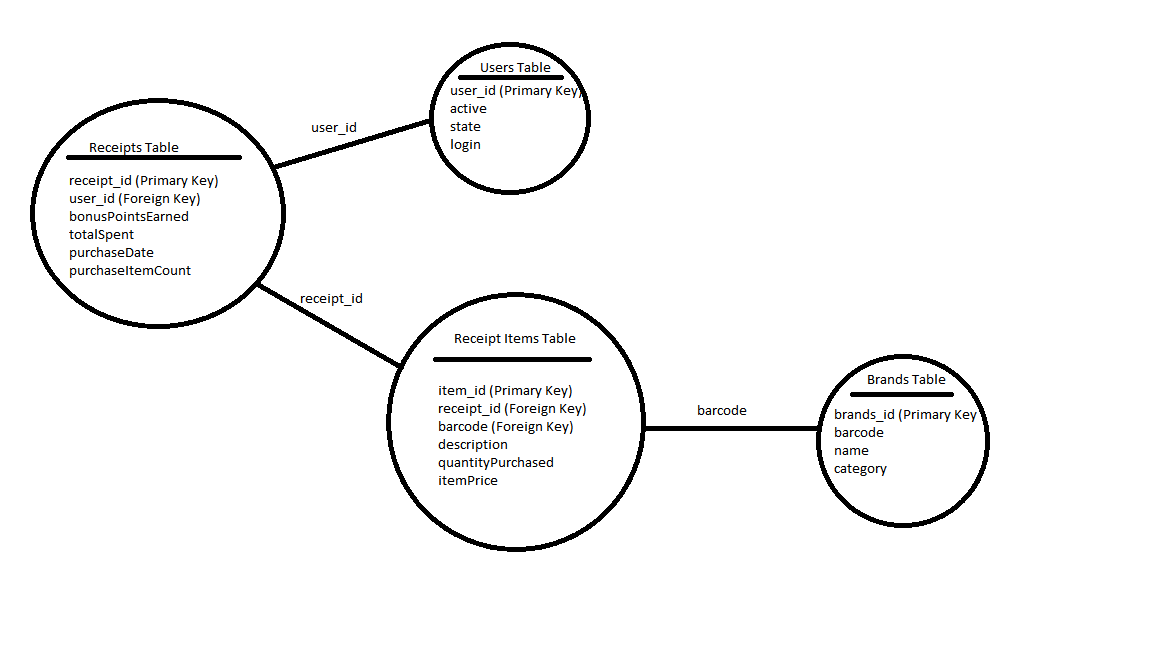 Users Table
user_id (Primary Key)
active
state
login
user_id
Receipts Table
receipt_id (Primary Key)
user_id (Foreign Key)
bonusPointsEarned
totalSpent
purchaseDate
purchaseItemCount
receipt_id
Receipt Items Table
item_id (Primary Key)
receipt_id (Foreign Key)
barcode (Foreign Key)
description
quantityPurchased
itemPrice
barcode
Brands Table
brands_id (Primary Key
barcode
name
category